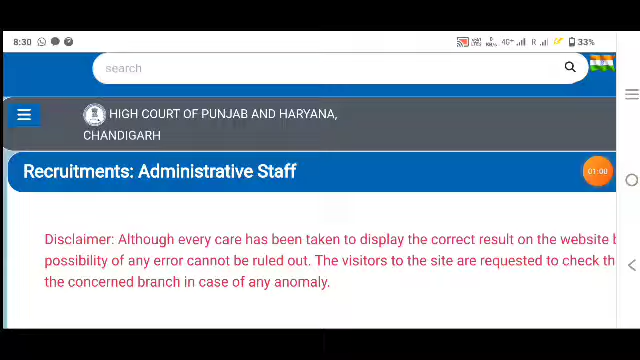 8:30 4G+ R 33%
search
HIGH COURT OF PUNJAB AND HARYANA,
CHANDIGARH
Recruitments: Administrative Staff
01:00
Disclaimer: Although every care has been taken to display the correct result on the website
possibility of any error cannot be ruled out. The visitors to the site are requested to check
the concerned branch in case of any anomaly.